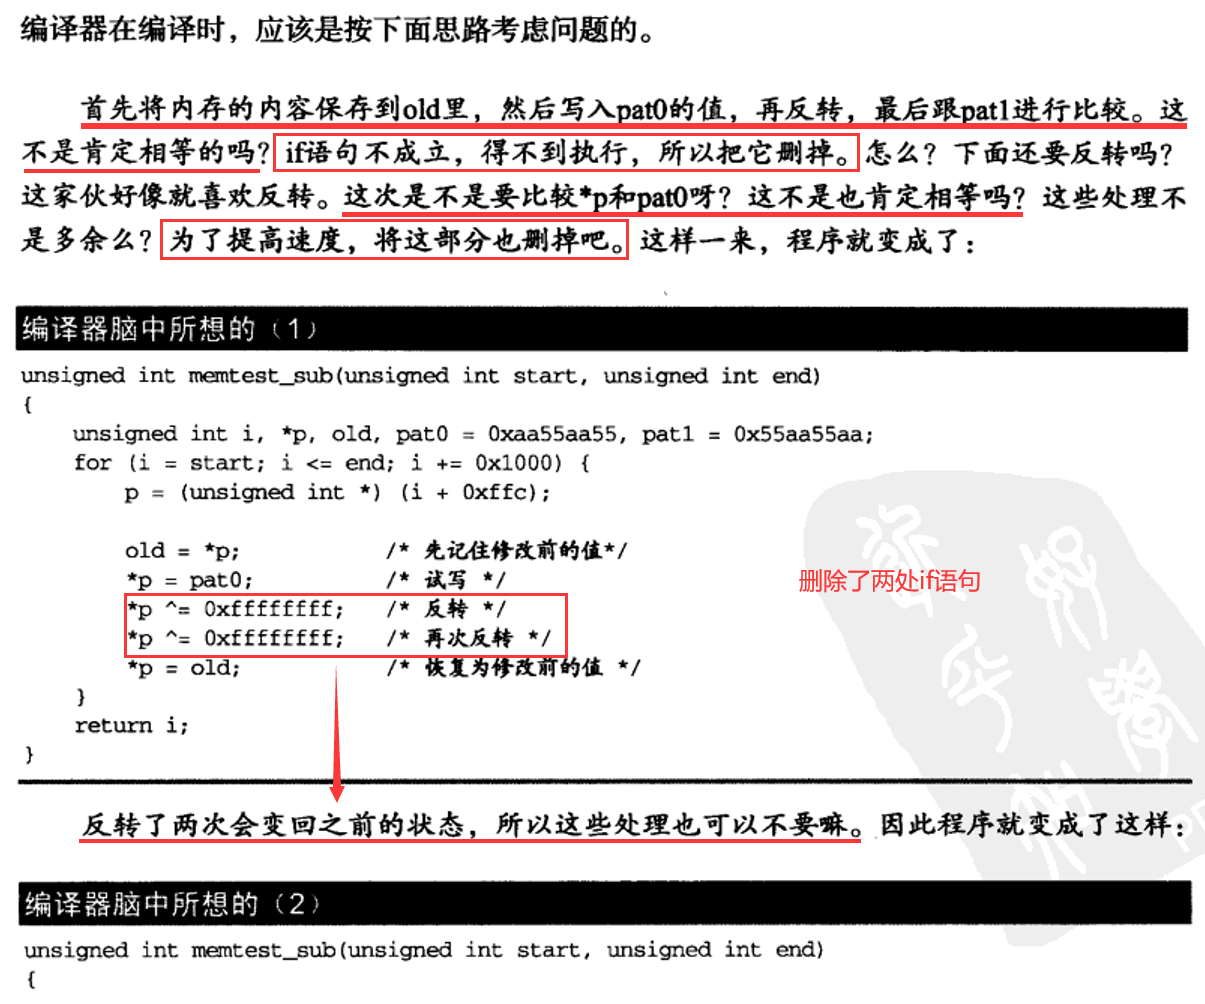 编译器在编译时，应该是按下面思路考虑问题的。
首先将内存的内容保存到old里，然后写入pat0的值，再反转，最后跟pat1进行比较。这
不是肯定相等的吗？if语句不成立，得不到执行，所以把它删掉。怎么？下面还要反转吗？
这家伙好像就喜欢反转。这次是不是要比较*p和pat0呀？这不是也肯定相等吗？这些处理不
是多余么？为了提高速度，将这部分也删掉吧。这样一来，程序就变成了：
编译器脑中所想的（1）
unsigned int memtest_sub(unsigned int start, unsigned int end)
{
unsigned int i, *p, old, pat0 = 0xaa55aa55, pat1 = 0x55aa55aa;
for (i = start; i <= end; i += 0x1000) {
p = (unsigned int *) (i + 0xffc);
old = *p; /* 先记住修改前的值*/
*p = pat0; /* 试写 */
删除了两处if语句
*p ^= 0xffffffff; /* 反转 */
*p ^= 0xffffffff; /* 再次反转 */
*p = old; /* 恢复为修改前的值 */
}
return i;
}
反转了两次会变回之前的状态，所以这些处理也可以不要嘛。因此程序就变成了这样：
编译器脑中所想的（2）
unsigned int memtest_sub(unsigned int start, unsigned int end)
{